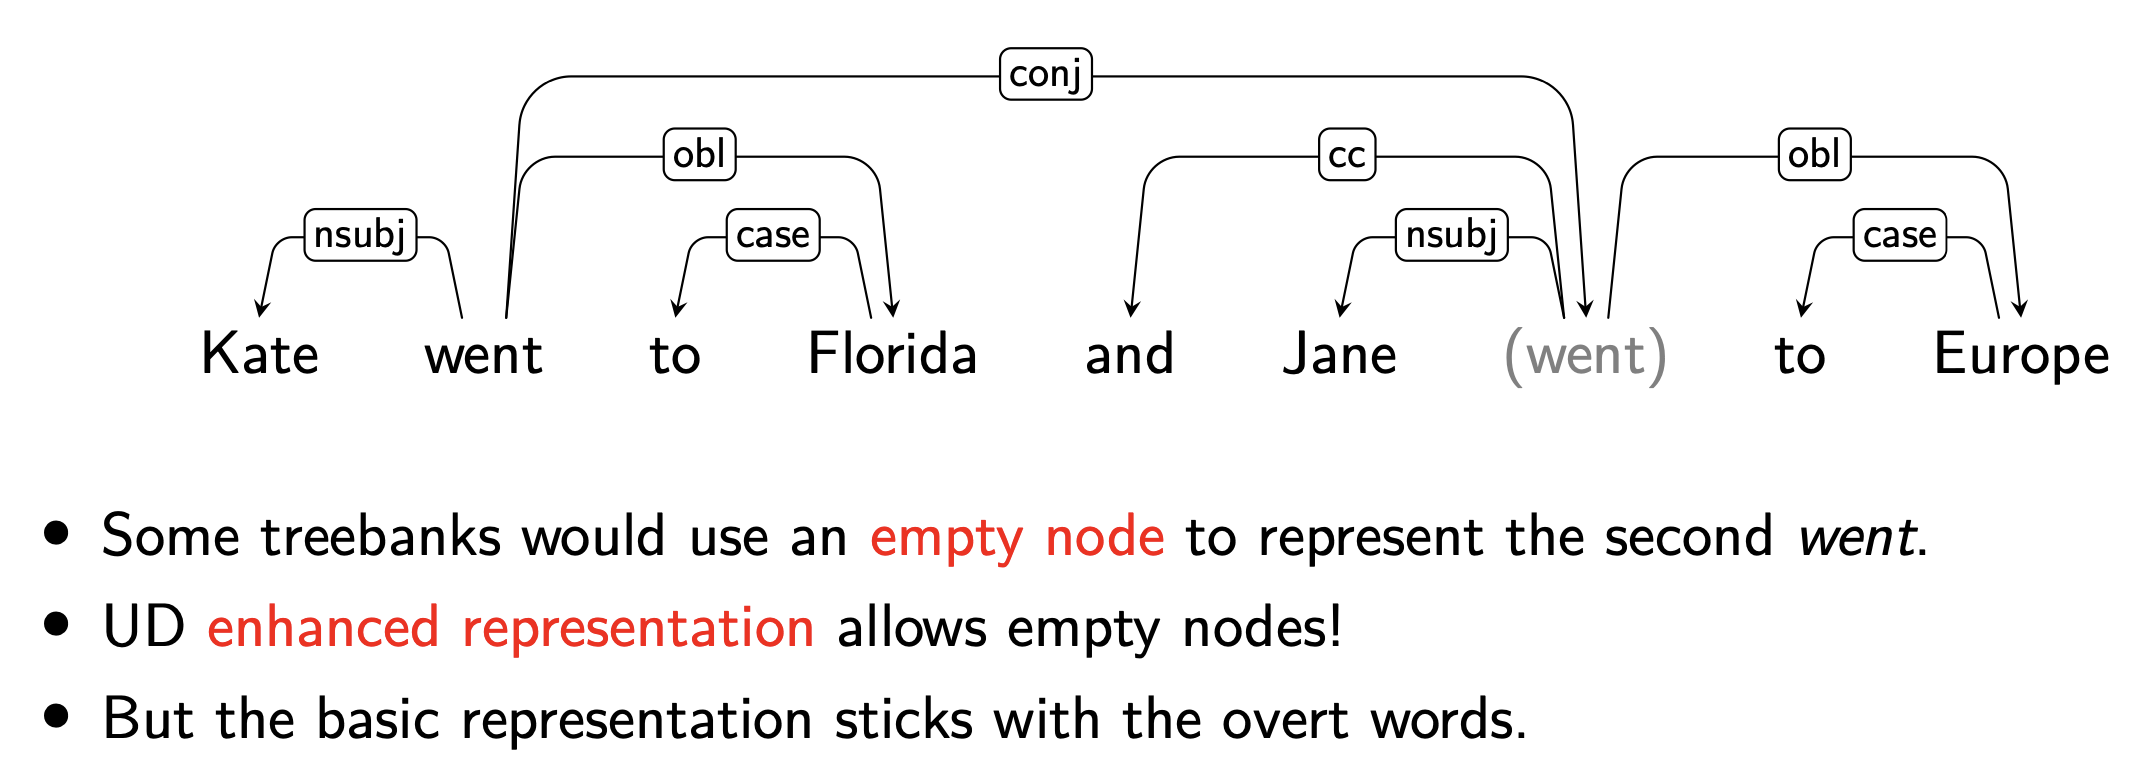 conj
obl cc obl
nsubj case nsubj case
Kate went to Florida and Jane (went) to Europe
• Some treebanks would use an empty node to represent the second went.
• UD enhanced representation allows empty nodes!
• But the basic representation sticks with the overt words.